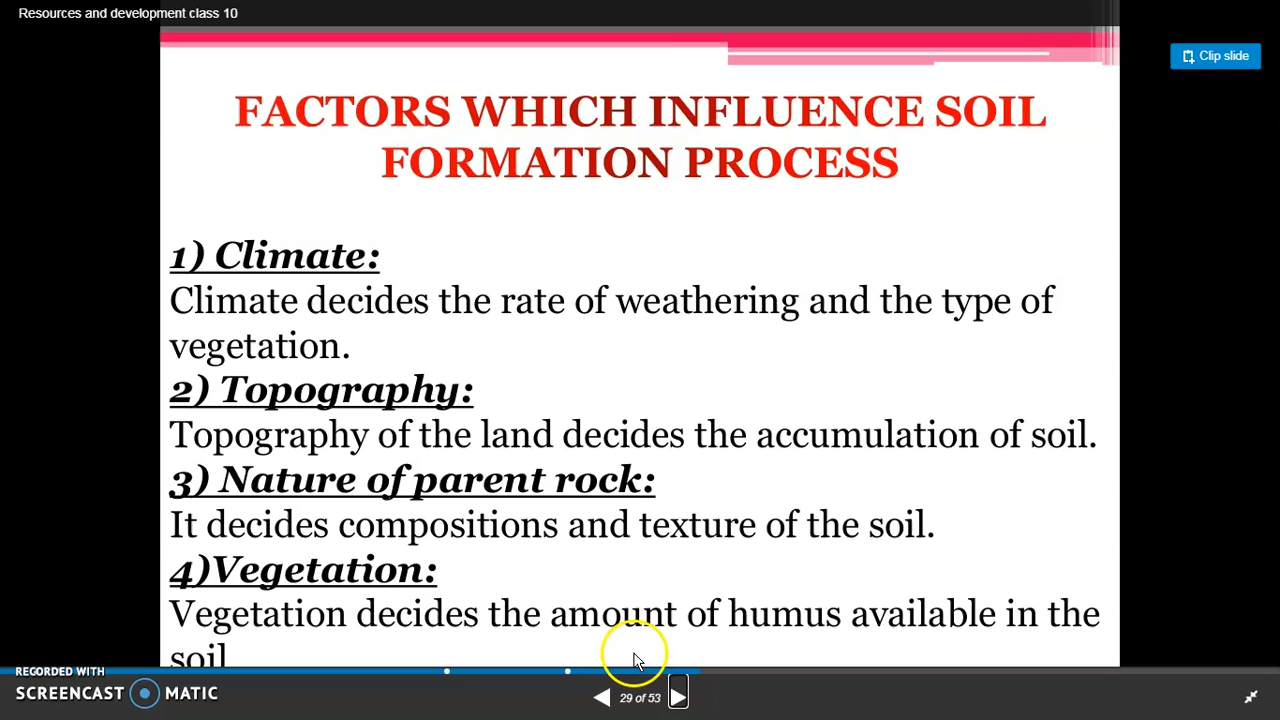 Resources and development class 10
Clip slide
FACTORS WHICH INFLUENCE SOIL
FORMATION PROCESS
1) Climate:
Climate decides the rate of weathering and the type of
vegetation.
2) Topography:
Topography of the land decides the accumulation of soil.
3) Nature of parent rock:
It decides compositions and texture of the soil.
4)Vegetation:
Vegetation decides the amount of humus available in the
soil
RECORDED WITH
SCREENCAST MATIC
29 of 53